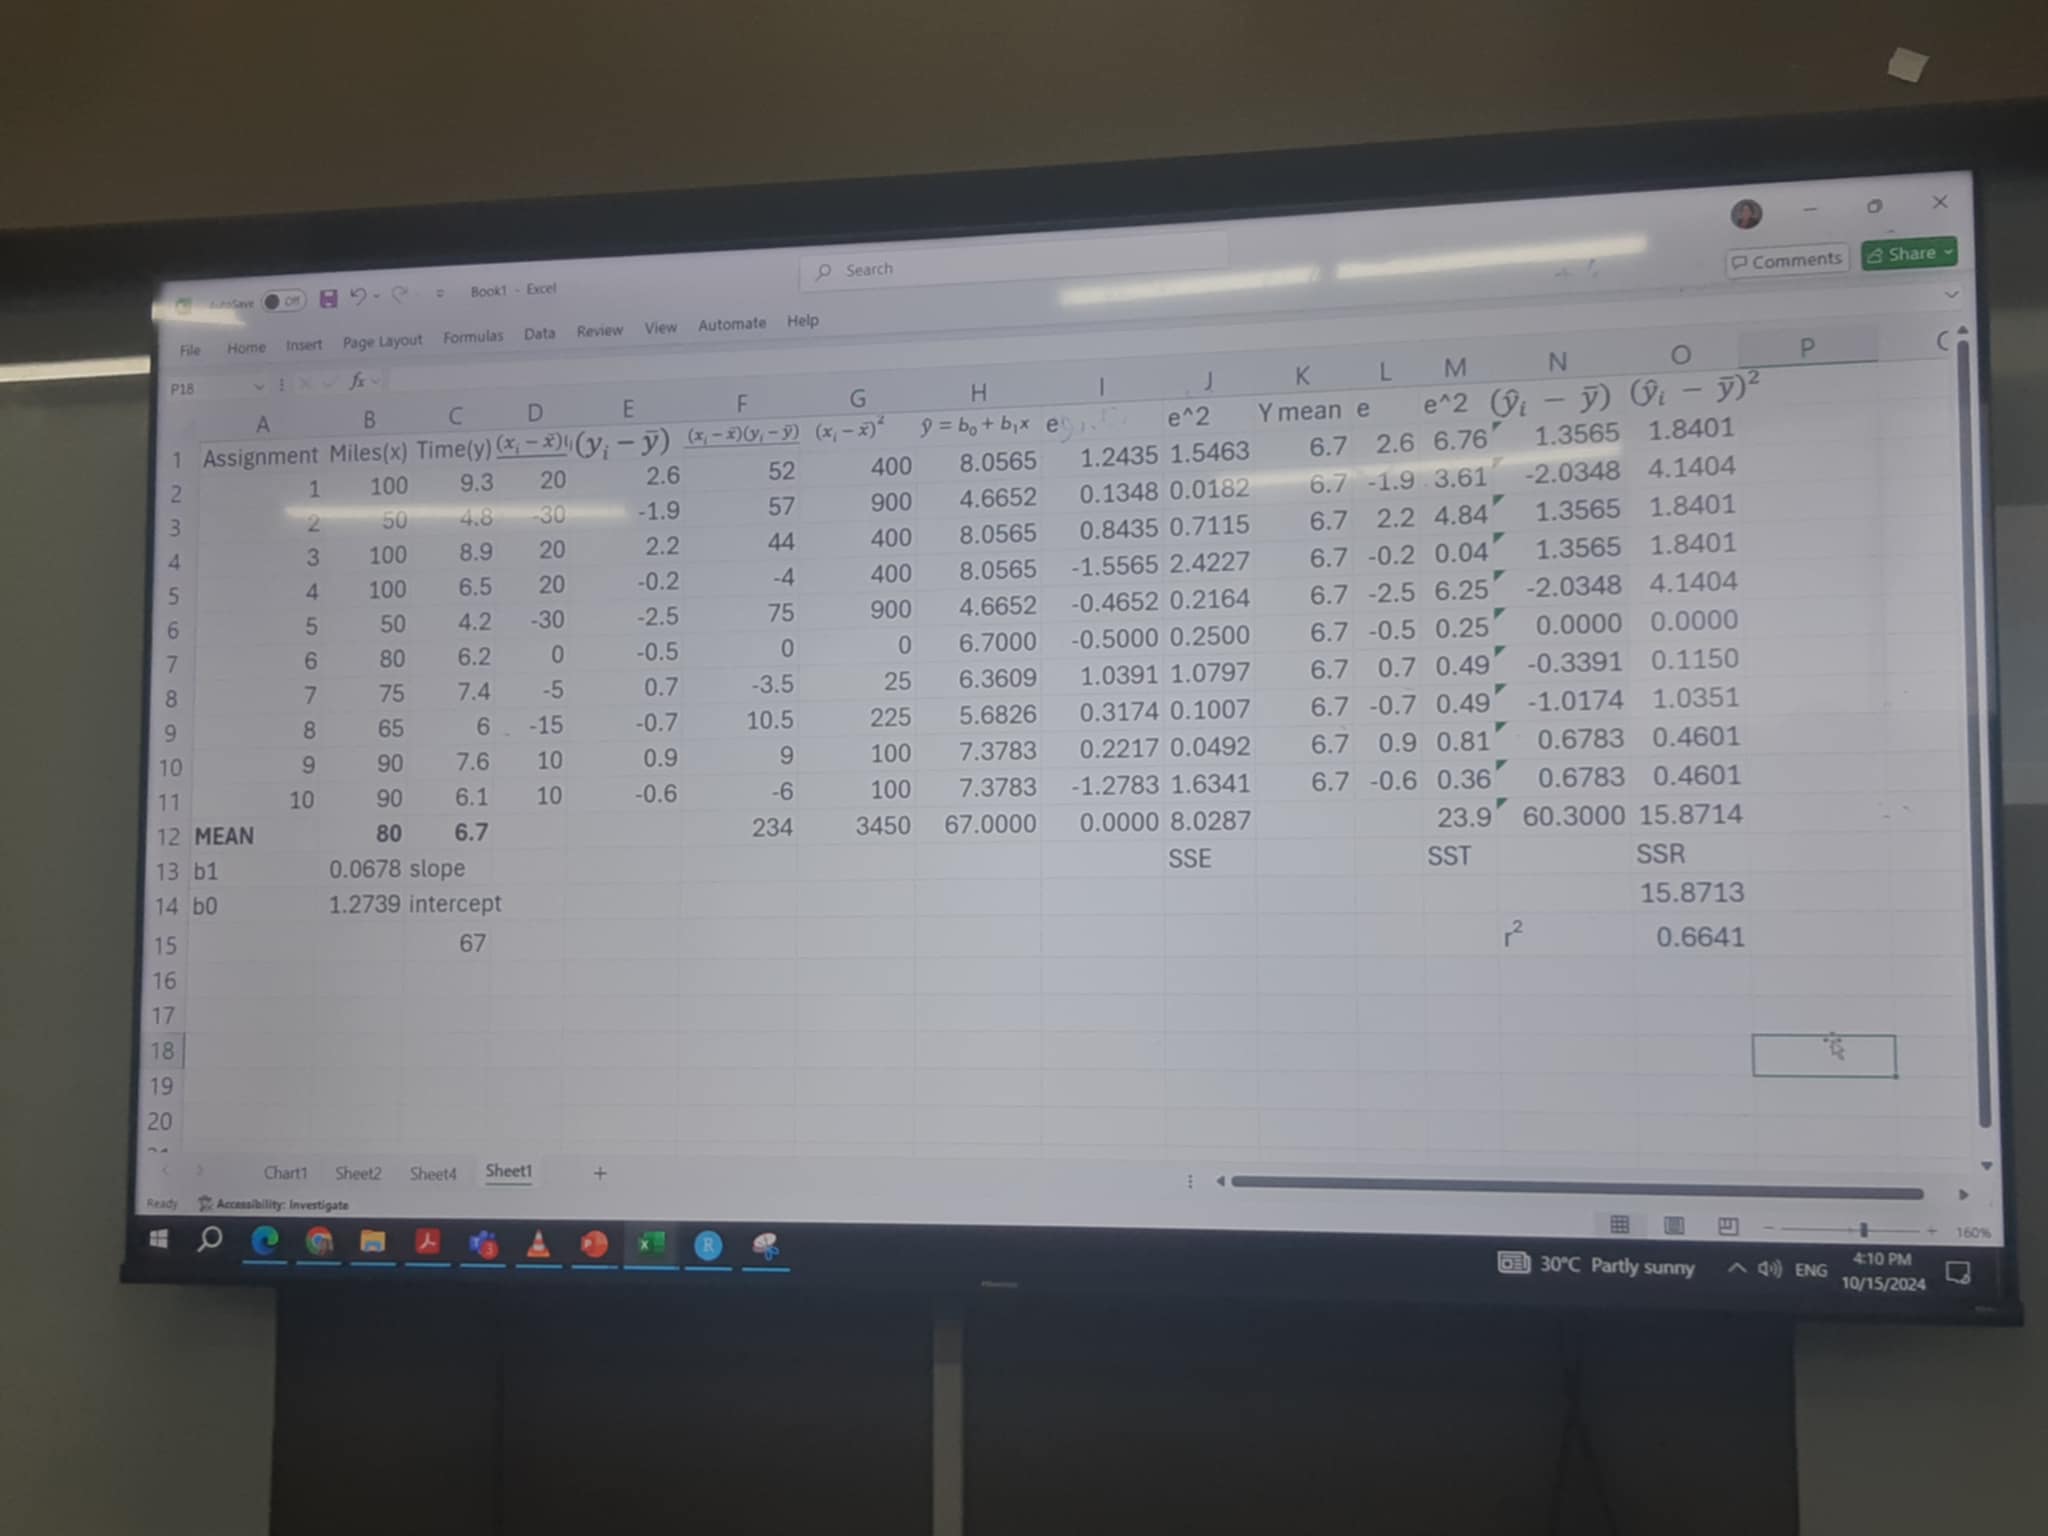 Search
Comments Share
AutoSave Off Book1 - Excel
File Home Insert Page Layout Formulas Data Review View Automate Help
P18 fx
A B C D E F G H I J K L M N O P
1 Assignment Miles(x) Time(y) (xᵢ − x̄) (yᵢ − ȳ) (xᵢ − x̄)(yᵢ − ȳ) (xᵢ − x̄)² ŷ = b₀ + b₁x e e^2 Y mean e e^2 (ŷᵢ − ȳ) (ŷᵢ − ȳ)²
2 1 100 9.3 20 2.6 52 400 8.0565 1.2435 1.5463 6.7 2.6 6.76 1.3565 1.8401
3 2 50 4.8 -30 -1.9 57 900 4.6652 0.1348 0.0182 6.7 -1.9 3.61 -2.0348 4.1404
4 3 100 8.9 20 2.2 44 400 8.0565 0.8435 0.7115 6.7 2.2 4.84 1.3565 1.8401
5 4 100 6.5 20 -0.2 -4 400 8.0565 -1.5565 2.4227 6.7 -0.2 0.04 1.3565 1.8401
6 5 50 4.2 -30 -2.5 75 900 4.6652 -0.4652 0.2164 6.7 -2.5 6.25 -2.0348 4.1404
7 6 80 6.2 0 -0.5 0 0 6.7000 -0.5000 0.2500 6.7 -0.5 0.25 0.0000 0.0000
8 7 75 7.4 -5 0.7 -3.5 25 6.3609 1.0391 1.0797 6.7 0.7 0.49 -0.3391 0.1150
9 8 65 6 -15 -0.7 10.5 225 5.6826 0.3174 0.1007 6.7 -0.7 0.49 -1.0174 1.0351
10 9 90 7.6 10 0.9 9 100 7.3783 0.2217 0.0492 6.7 0.9 0.81 0.6783 0.4601
11 10 90 6.1 10 -0.6 -6 100 7.3783 -1.2783 1.6341 6.7 -0.6 0.36 0.6783 0.4601
12 MEAN 80 6.7 234 3450 67.0000 0.0000 8.0287 23.9 60.3000 15.8714
13 b1 0.0678 slope SSE SST SSR
14 b0 1.2739 intercept 15.8713
15 67 r² 0.6641
16
17
18
19
20
Chart1 Sheet2 Sheet4 Sheet1 +
Ready Accessibility: Investigate 160%
30°C Partly sunny ENG 4:10 PM
10/15/2024